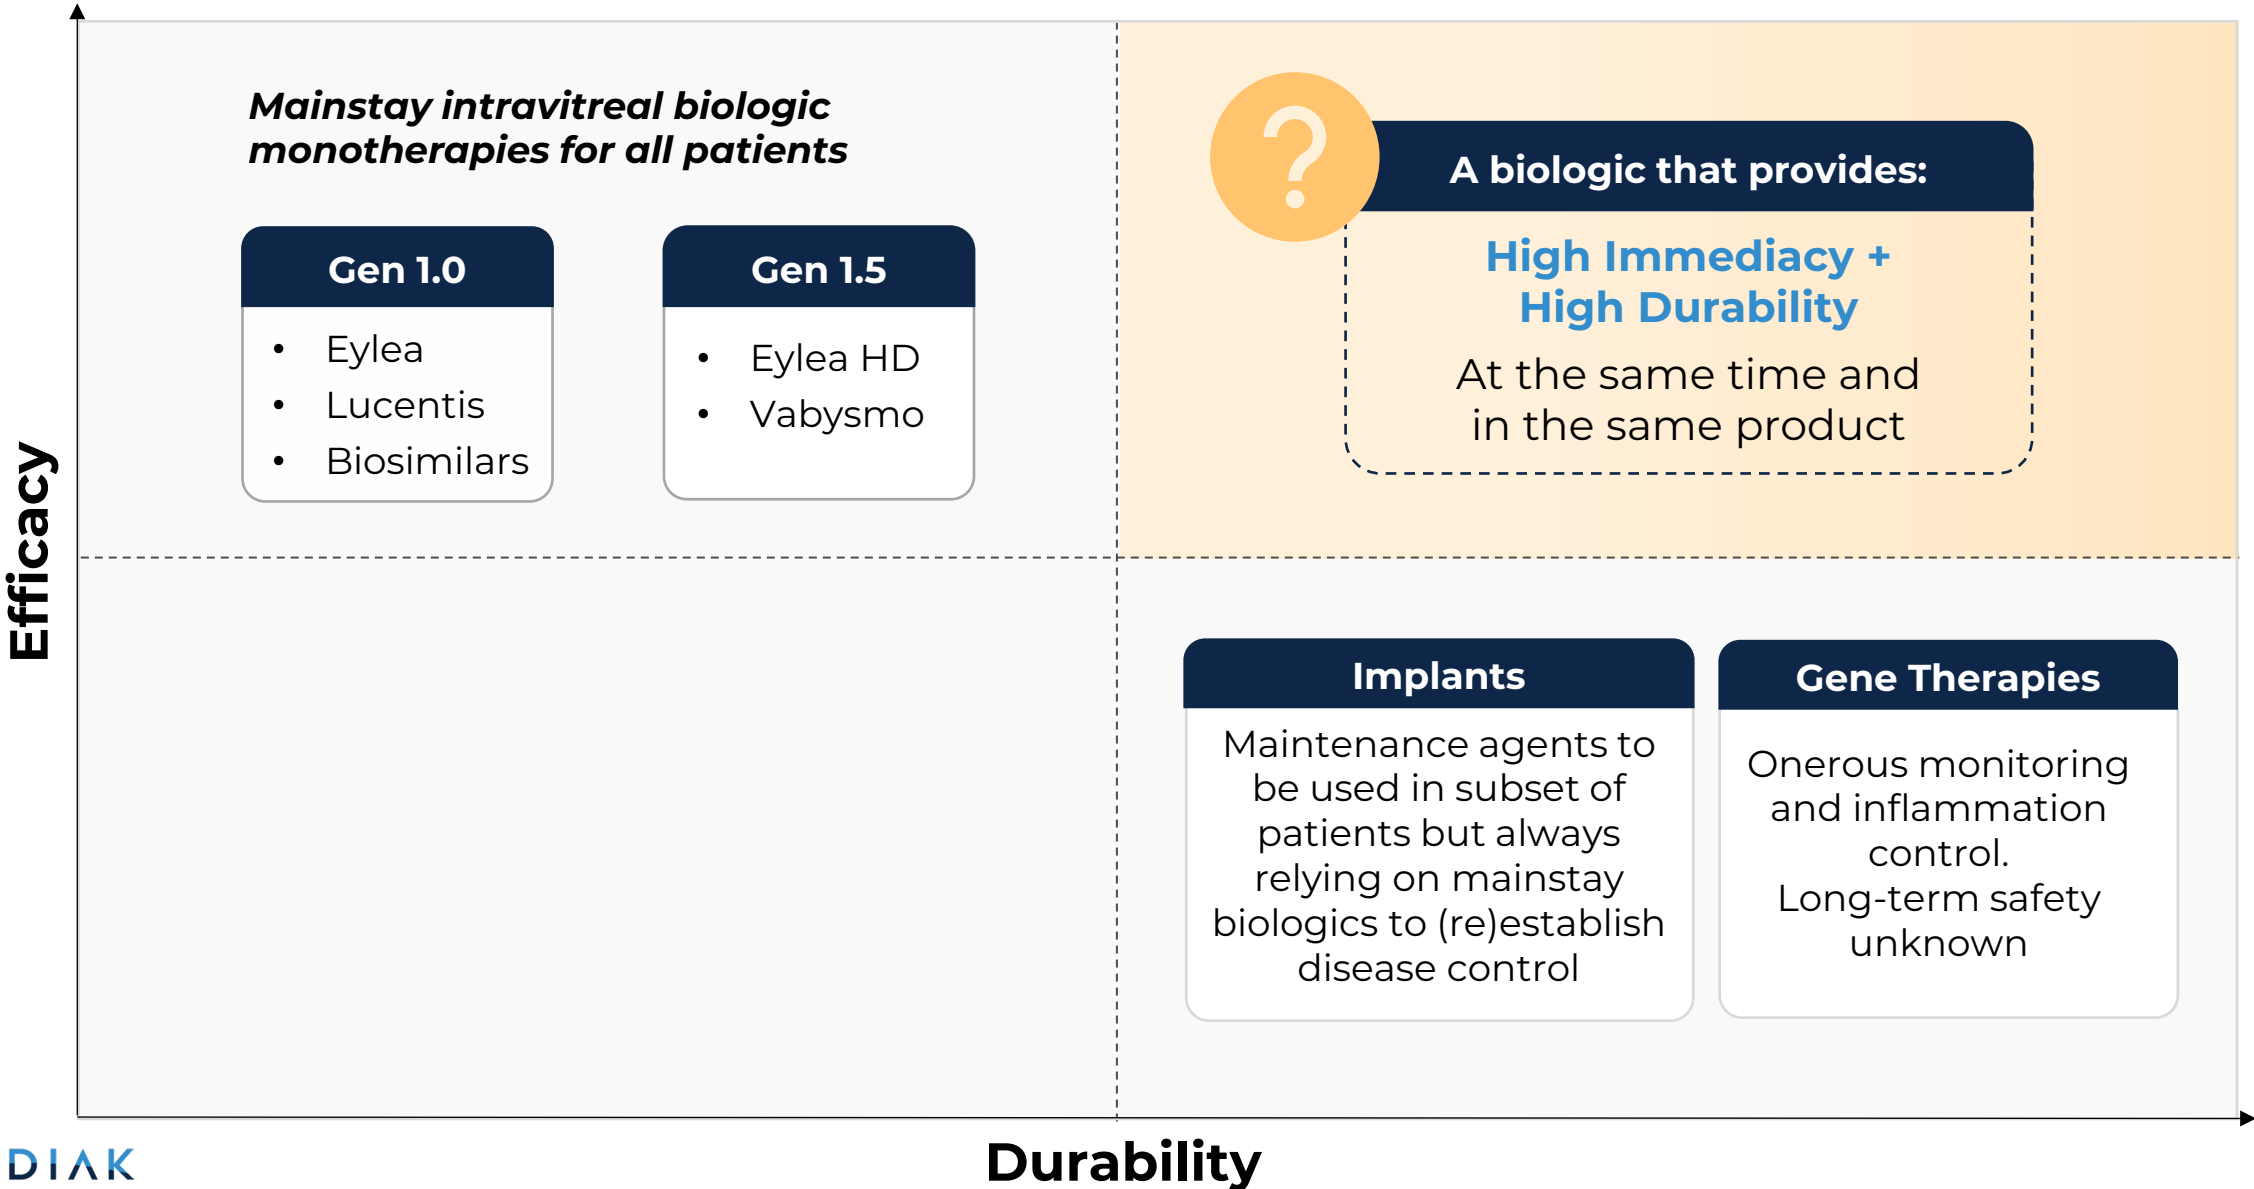 Mainstay intravitreal biologic
monotherapies for all patients
Gen 1.0
• Eylea
• Lucentis
• Biosimilars
Gen 1.5
• Eylea HD
• Vabysmo
?
A biologic that provides:
High Immediacy +
High Durability
At the same time and
in the same product
Efficacy
Implants
Maintenance agents to
be used in subset of
patients but always
relying on mainstay
biologics to (re)establish
disease control
Gene Therapies
Onerous monitoring
and inflammation
control.
Long-term safety
unknown
Durability
DIAK